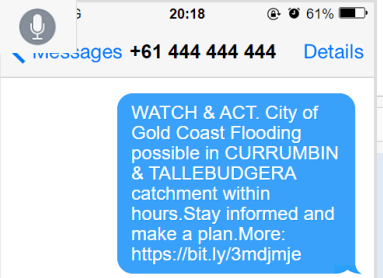 20:18
61%
Messages +61 444 444 444 Details
WATCH & ACT. City of
Gold Coast Flooding
possible in CURRUMBIN
& TALLEBUDGERA
catchment within
hours.Stay informed and
make a plan.More:
https://bit.ly/3mdjmje